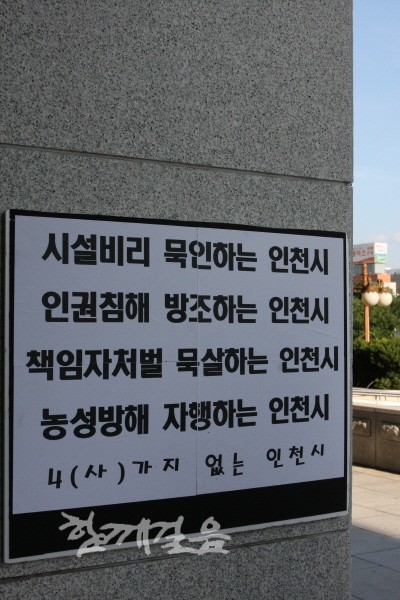 시설비리 묵인하는 인천시
인권침해 방조하는 인천시
책임자처벌 묵살하는 인천시
농성방해 자행하는 인천시
4(사)가지 없는 인천시
함께걸음